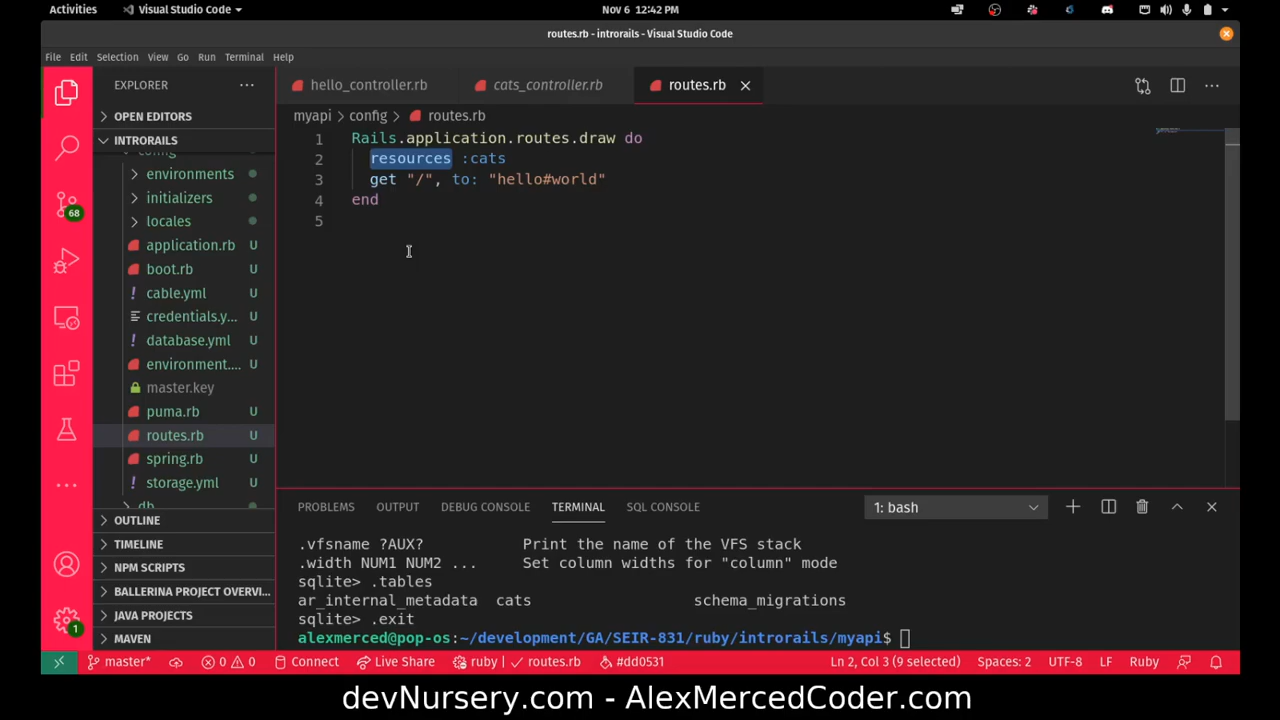 Activities
Visual Studio Code
Nov 6 12:42 PM
routes.rb - introrails - Visual Studio Code
File Edit Selection View Go Run Terminal Help
EXPLORER
hello_controller.rb
cats_controller.rb
routes.rb
OPEN EDITORS
INTRORAILS
config
environments
initializers
locales
application.rb U
boot.rb U
cable.yml U
credentials.y... U
database.yml U
environment.... U
master.key
puma.rb U
routes.rb U
spring.rb U
storage.yml U
db
OUTLINE
TIMELINE
NPM SCRIPTS
BALLERINA PROJECT OVERVI...
JAVA PROJECTS
MAVEN
68
1
myapi > config > routes.rb
1 Rails.application.routes.draw do
2 resources :cats
3 get "/", to: "hello#world"
4 end
5
PROBLEMS OUTPUT DEBUG CONSOLE TERMINAL SQL CONSOLE
1: bash
.vfsname ?AUX? Print the name of the VFS stack
.width NUM1 NUM2 ... Set column widths for "column" mode
sqlite> .tables
ar_internal_metadata cats schema_migrations
sqlite> .exit
alexmerced@pop-os:~/development/GA/SEIR-831/ruby/introrails/myapi$
master* 0 0 Connect Live Share ruby | ✓ routes.rb #dd0531 Ln 2, Col 3 (9 selected) Spaces: 2 UTF-8 LF Ruby
devNursery.com - AlexMercedCoder.com